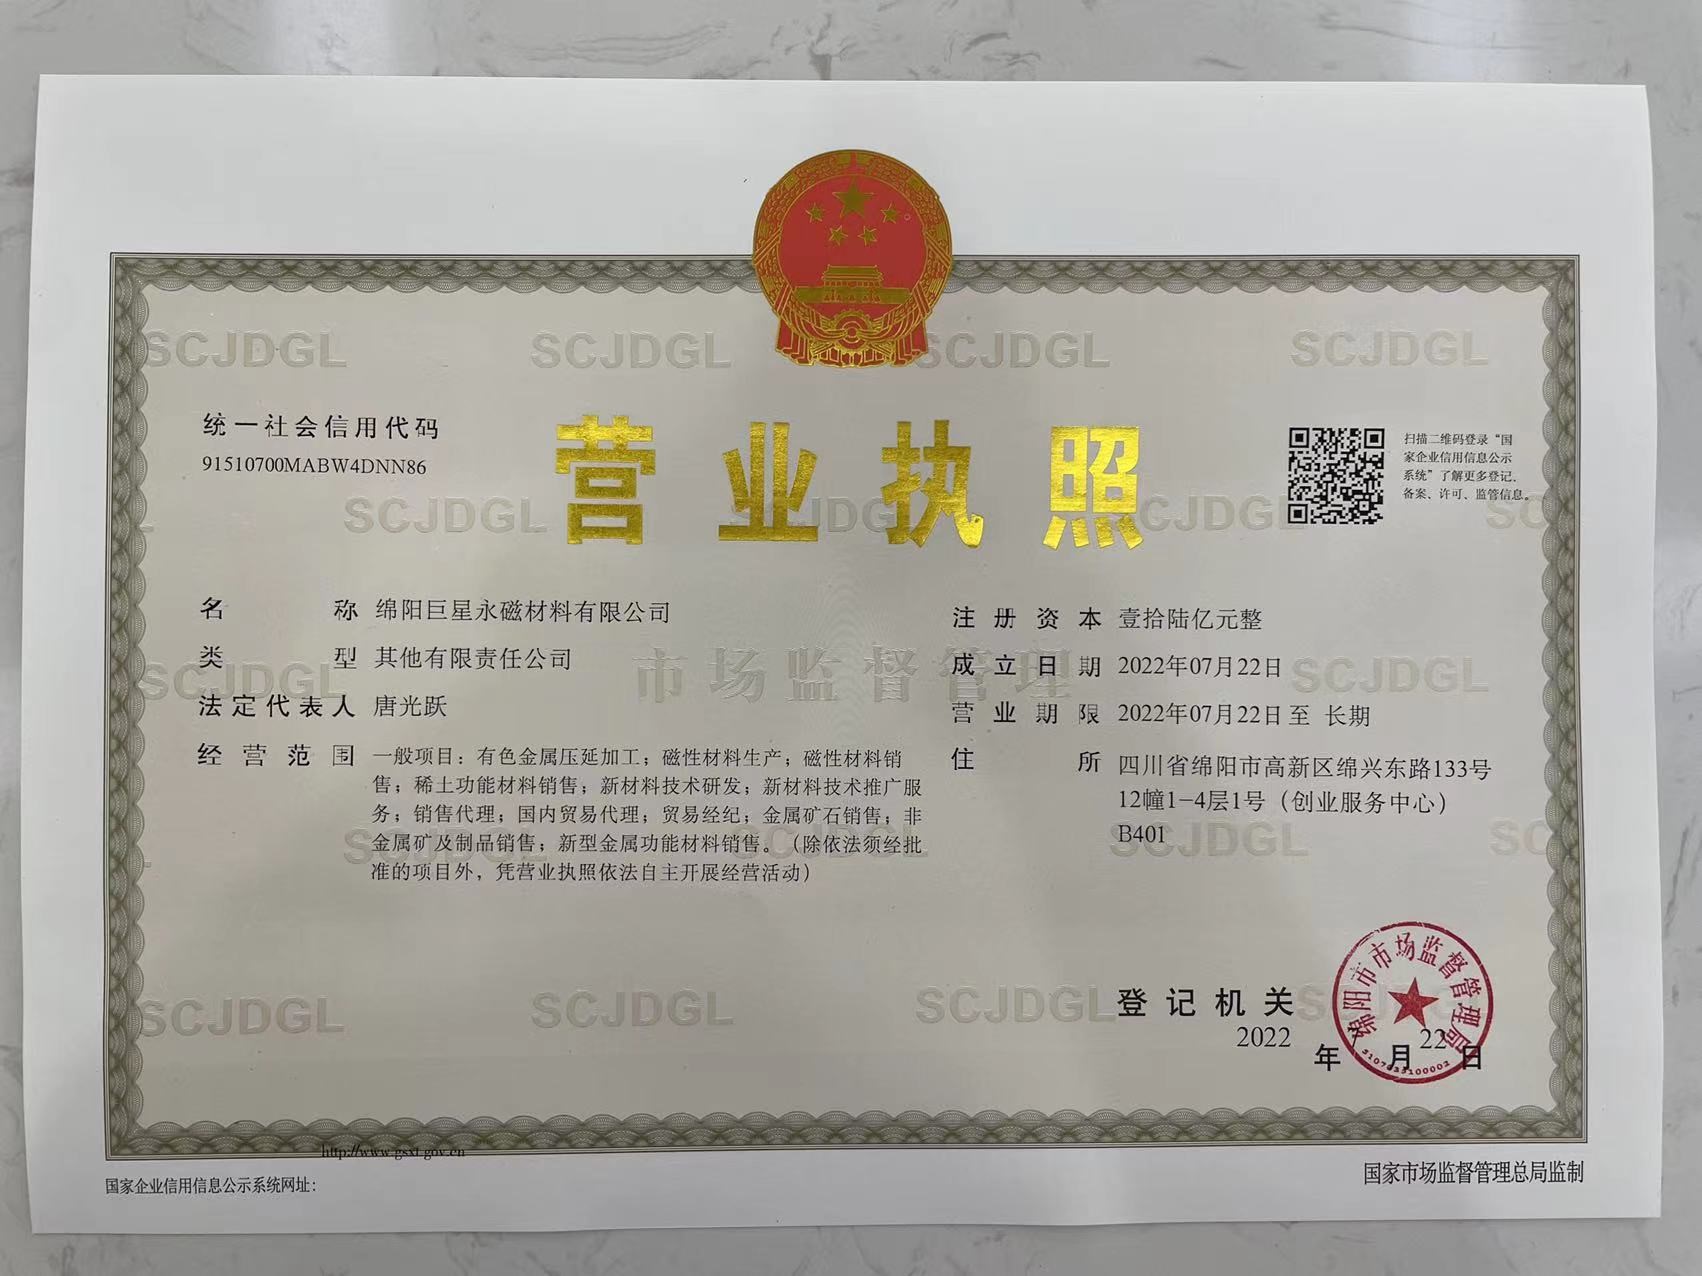 统一社会信用代码
91510700MABW4DNN86
营业执照
扫描二维码登录“国
家企业信用信息公示
系统”了解更多登记、
备案、许可、监管信息。
名称 绵阳巨星永磁材料有限公司
类型 其他有限责任公司
法定代表人 唐光跃
经营范围 一般项目：有色金属压延加工；磁性材料生产；磁性材料销
售；稀土功能材料销售；新材料技术研发；新材料技术推广服
务；销售代理；国内贸易代理；贸易经纪；金属矿石销售；非
金属矿及制品销售；新型金属功能材料销售。（除依法须经批
准的项目外，凭营业执照依法自主开展经营活动）
注册资本 壹拾陆亿元整
成立日期 2022年07月22日
营业期限 2022年07月22日至 长期
住所 四川省绵阳市高新区绵兴东路133号
12幢1-4层1号（创业服务中心）
B401
SCJDGL SCJDGL SCJDGL SCJDGL
SCJDGL SCJDGL SCJDGL
市场监督管理
SCJDGL SCJDGL
SCJDGL SCJDGL SCJDGL
SCJDGL SCJDGL SCJDGL SCJDGL
登记机关
绵阳市市场监督管理局
2022 年 7 月 22 日
http://www.gsxt.gov.cn
国家企业信用信息公示系统网址：
国家市场监督管理总局监制